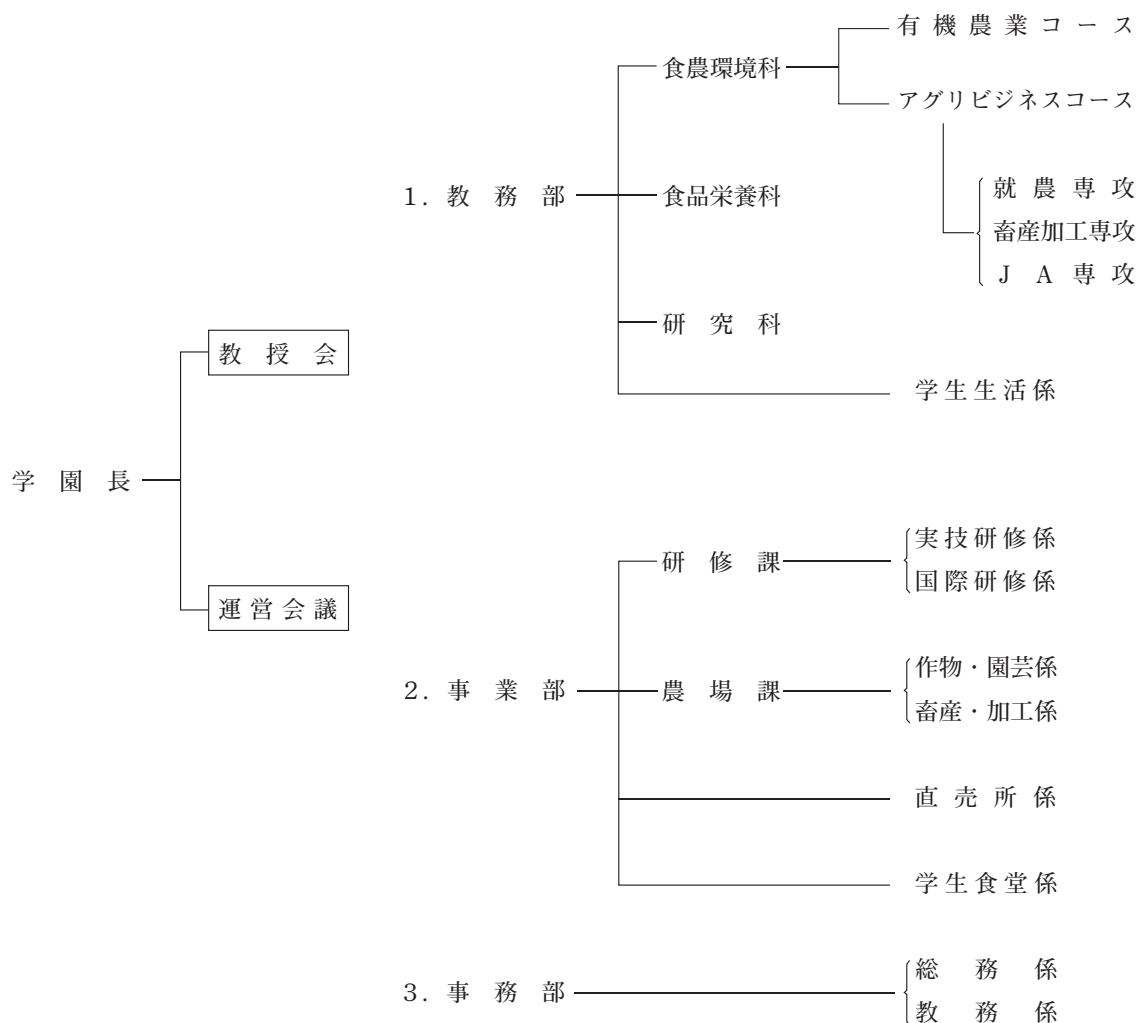 有機農業コース
食農環境科
アグリビジネスコース
就農専攻
1. 教務部
食品栄養科
畜産加工専攻
JA専攻
研究科
教授会
学生生活係
学園長
実技研修係
研修課
国際研修係
運営会議
作物・園芸係
2. 事業部
農場課
畜産・加工係
直売所係
学生食堂係
総務係
3. 事務部
教務係